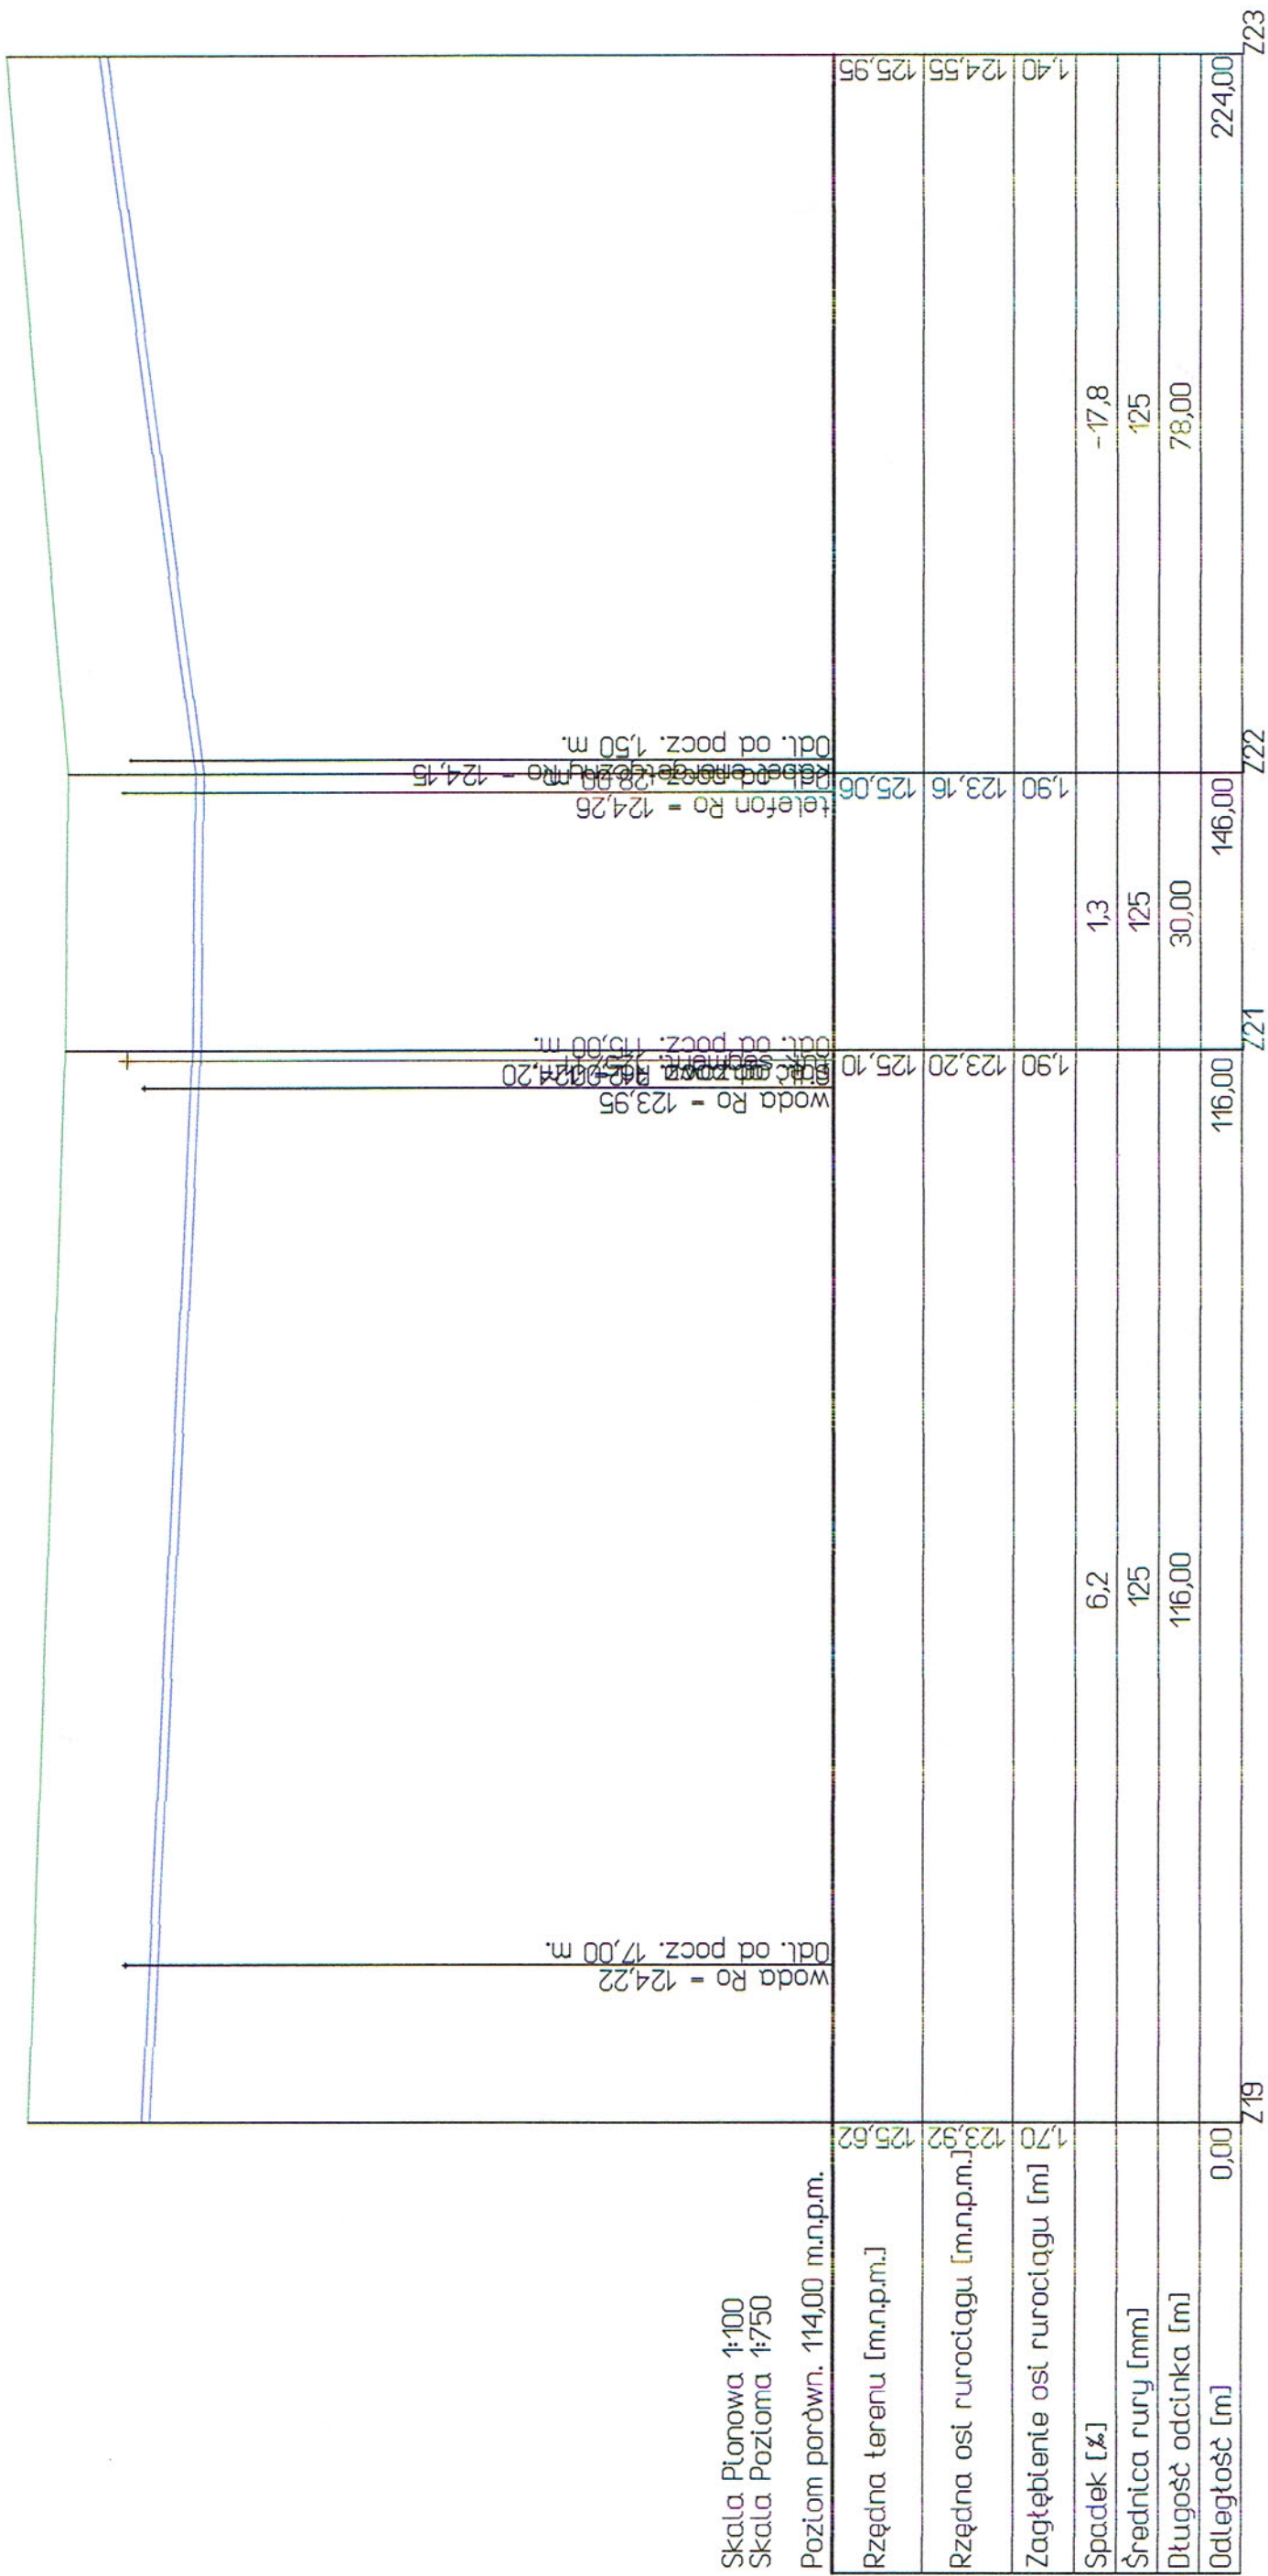 Skala Pionowa 1:100
Skala Pozioma 1:750
Poziom porówn. 114,00 m.n.p.m.
woda Ro = 124,22
Odl. od pocz. 17,00 m.
woda Ro = 123,95
Odl. od pocz. 115,00 m.
telefon Ro = 124,26
kabel energetyczny Ro = 124,15
Odl. od pocz. 1,50 m.
Rzędna terenu [m.n.p.m.] 125,62 125,10 125,06 125,95
Rzędna osi rurociągu [m.n.p.m.] 123,92 123,20 123,16 124,55
Zagłębienie osi rurociągu [m] 1,70 1,90 1,90 1,40
Spadek [‰] 6,2 1,3 -17,8
Średnica rury [mm] 125 125 125
Długość odcinka [m] 116,00 30,00 78,00
Odległość [m] 0,00 116,00 146,00 224,00
Z19 Z21 Z22 Z23